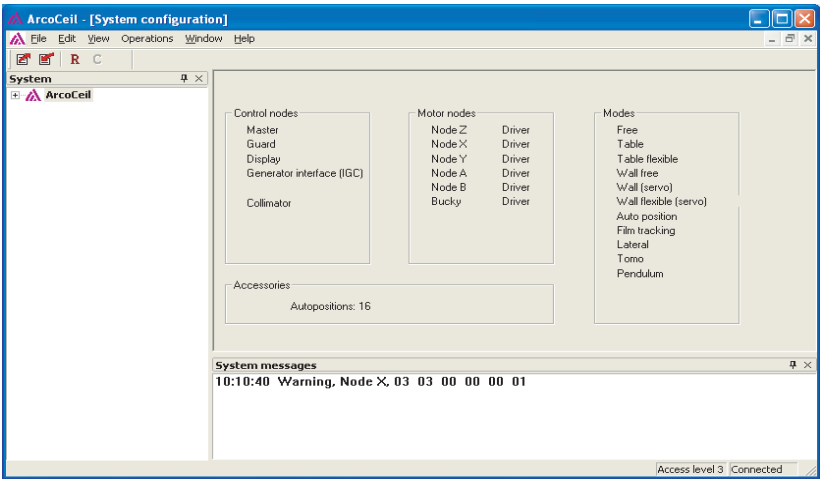 ArcoCeil - [System configuration]
File Edit View Operations Window Help
R C
System
ArcoCeil
Control nodes
Master
Guard
Display
Generator interface (IGC)
Collimator
Motor nodes
Node Z Driver
Node X Driver
Node Y Driver
Node A Driver
Node B Driver
Bucky Driver
Modes
Free
Table
Table flexible
Wall free
Wall (servo)
Wall flexible (servo)
Auto position
Film tracking
Lateral
Tomo
Pendulum
Accessories
Autopositions: 16
System messages
10:10:40 Warning, Node X, 03 03 00 00 00 01
Access level 3 Connected